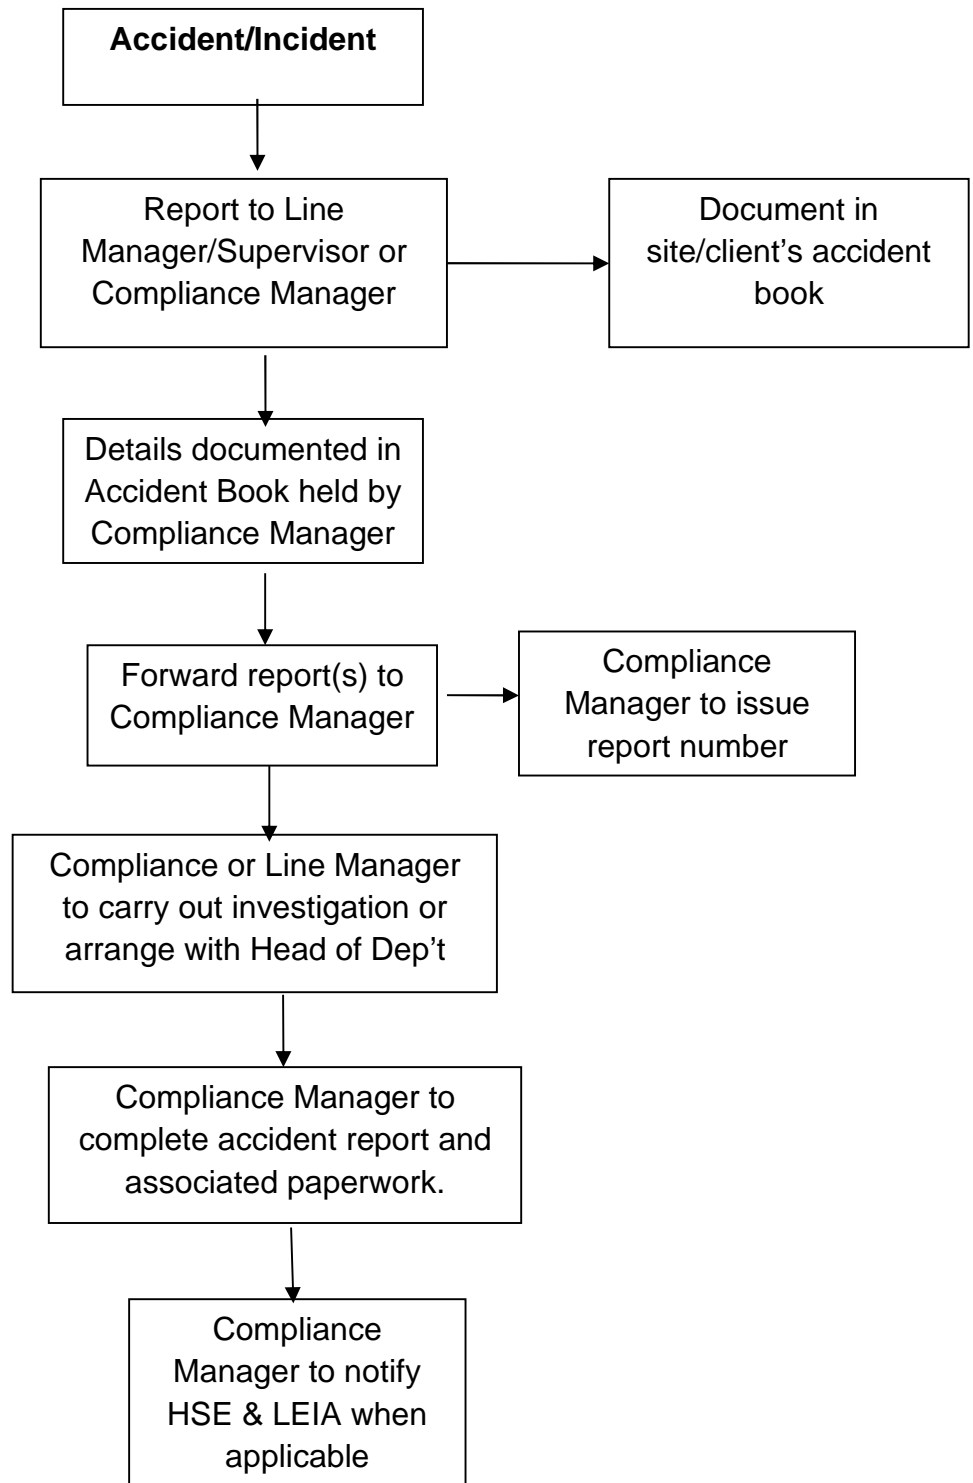 Accident/Incident
Report to Line
Manager/Supervisor or
Compliance Manager
Document in
site/client’s accident
book
Details documented in
Accident Book held by
Compliance Manager
Forward report(s) to
Compliance Manager
Compliance
Manager to issue
report number
Compliance or Line Manager
to carry out investigation or
arrange with Head of Dep’t
Compliance Manager to
complete accident report and
associated paperwork.
Compliance
Manager to notify
HSE & LEIA when
applicable